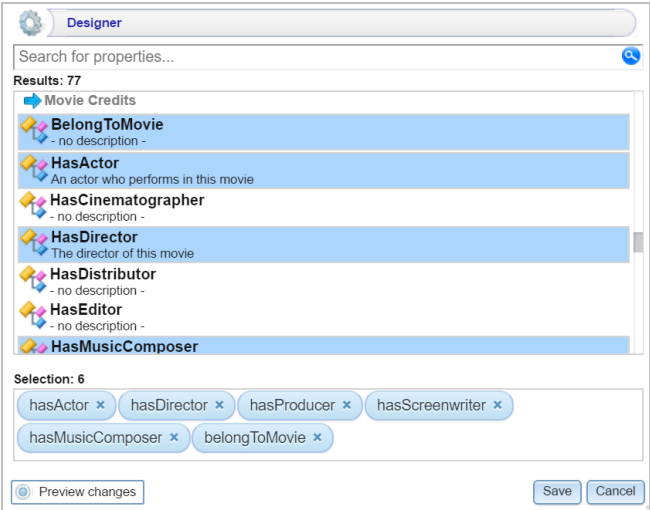 Designer
Search for properties...
Results: 77
Movie Credits
BelongToMovie
- no description -
HasActor
An actor who performs in this movie
HasCinematographer
- no description -
HasDirector
The director of this movie
HasDistributor
- no description -
HasEditor
- no description -
HasMusicComposer
Selection: 6
hasActor × hasDirector × hasProducer × hasScreenwriter ×
hasMusicComposer × belongToMovie ×
Preview changes Save Cancel